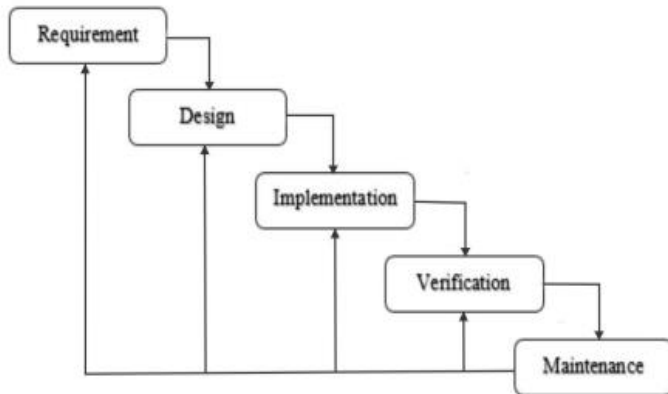 Requirement
Design
Implementation
Verification
Maintenance